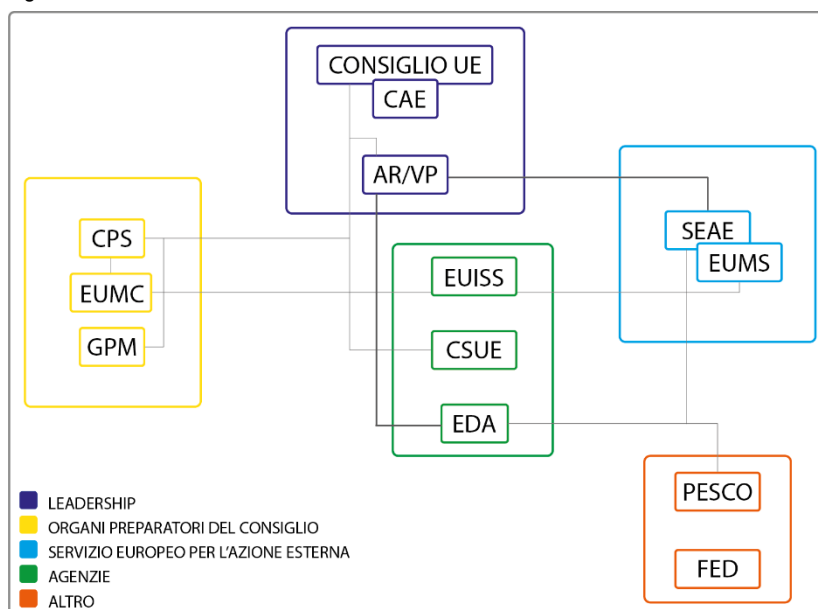 CONSIGLIO UE
CAE
AR/VP
CPS
EUMC
GPM
EUISS
CSUE
EDA
SEAE
EUMS
PESCO
FED
LEADERSHIP
ORGANI PREPARATORI DEL CONSIGLIO
SERVIZIO EUROPEO PER L'AZIONE ESTERNA
AGENZIE
ALTRO